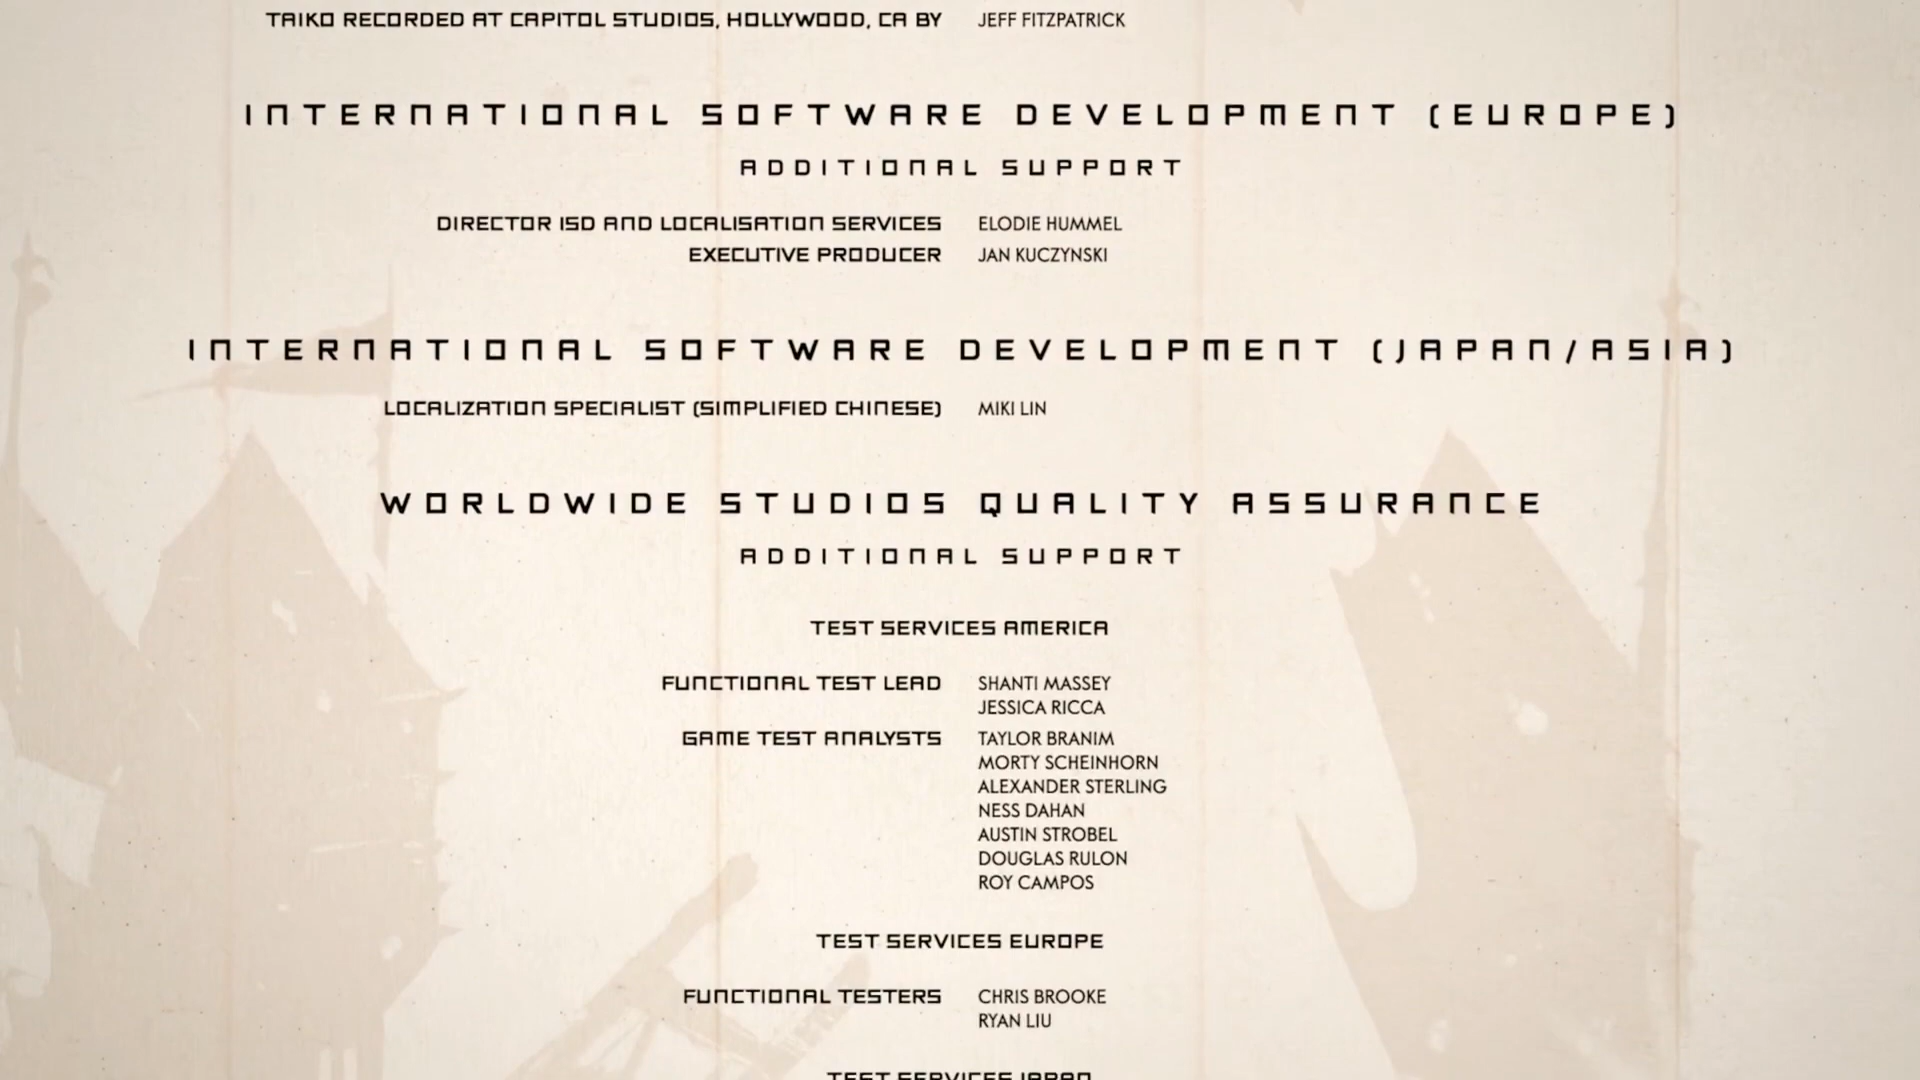 TAIKO RECORDED AT CAPITOL STUDIOS, HOLLYWOOD, CA BY JEFF FITZPATRICK
INTERNATIONAL SOFTWARE DEVELOPMENT (EUROPE)
ADDITIONAL SUPPORT
DIRECTOR ISD AND LOCALISATION SERVICES ELODIE HUMMEL
EXECUTIVE PRODUCER JAN KUCZYNSKI
INTERNATIONAL SOFTWARE DEVELOPMENT (JAPAN/ASIA)
LOCALIZATION SPECIALIST (SIMPLIFIED CHINESE) MIKI LIN
WORLDWIDE STUDIOS QUALITY ASSURANCE
ADDITIONAL SUPPORT
TEST SERVICES AMERICA
FUNCTIONAL TEST LEAD SHANTI MASSEY
JESSICA RICCA
GAME TEST ANALYSTS TAYLOR BRANIM
MORTY SCHEINHORN
ALEXANDER STERLING
NESS DAHAN
AUSTIN STROBEL
DOUGLAS RULON
ROY CAMPOS
TEST SERVICES EUROPE
FUNCTIONAL TESTERS CHRIS BROOKE
RYAN LIU
TEST SERVICES JAPAN